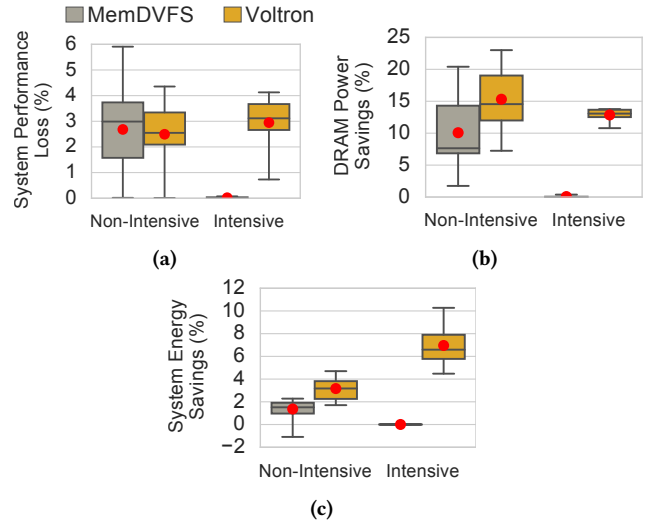 MemDVFS Voltron
System Performance
Loss (%)
6
5
4
3
2
1
0
Non-Intensive Intensive
(a)
DRAM Power
Savings (%)
25
20
15
10
5
0
Non-Intensive Intensive
(b)
System Energy
Savings (%)
12
10
8
6
4
2
0
−2
Non-Intensive Intensive
(c)